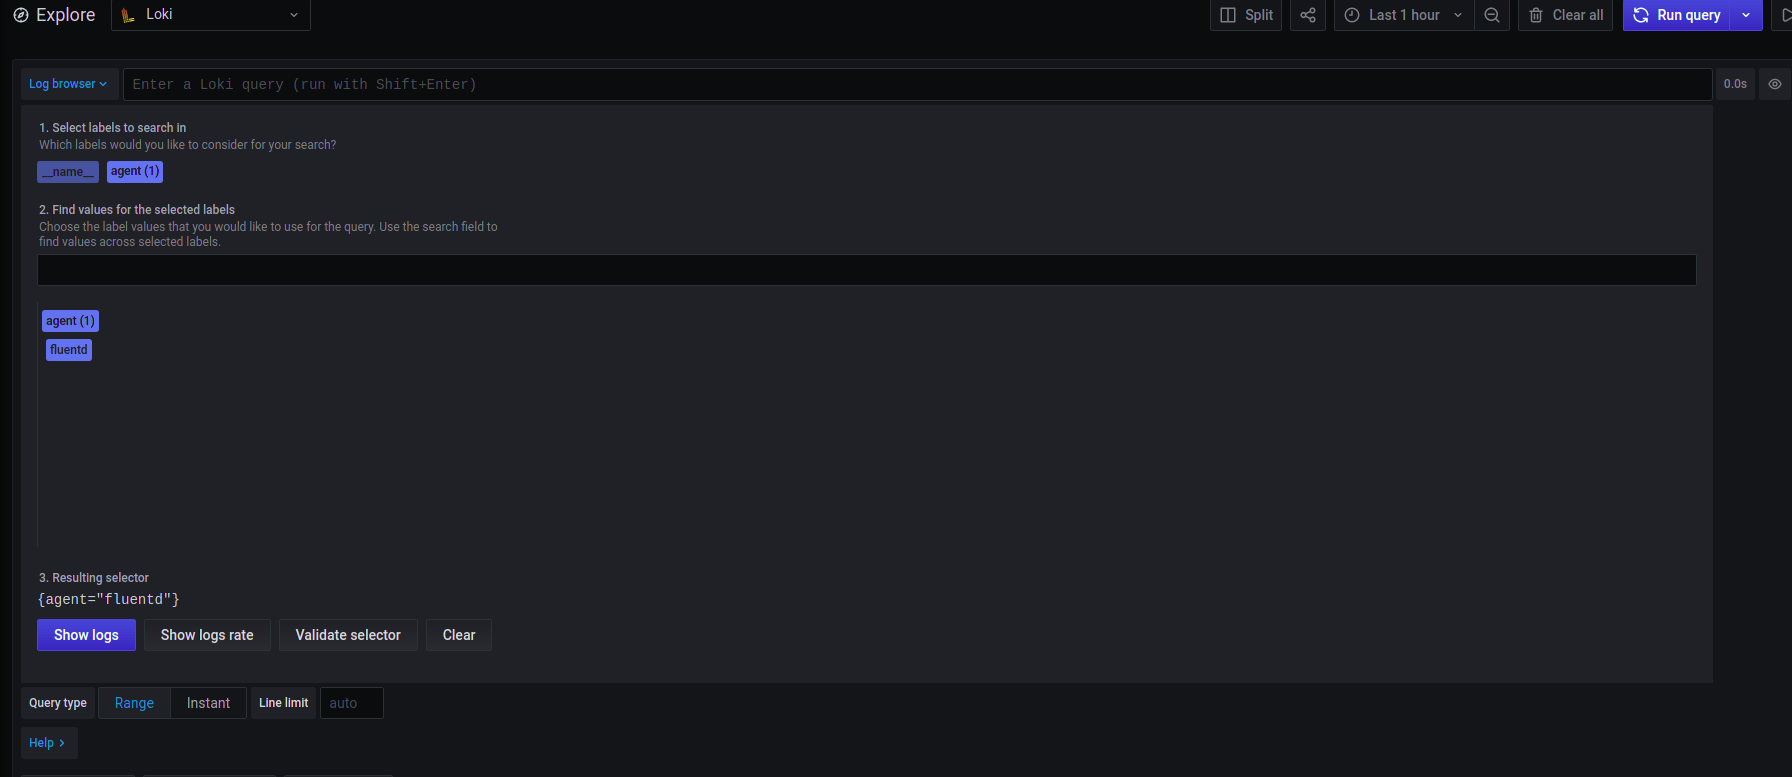 Explore Loki Split Last 1 hour Clear all Run query
Log browser Enter a Loki query (run with Shift+Enter) 0.0s
1. Select labels to search in
Which labels would you like to consider for your search?
__name__ agent (1)
2. Find values for the selected labels
Choose the label values that you would like to use for the query. Use the search field to
find values across selected labels.
agent (1)
fluentd
3. Resulting selector
{agent="fluentd"}
Show logs Show logs rate Validate selector Clear
Query type Range Instant Line limit auto
Help